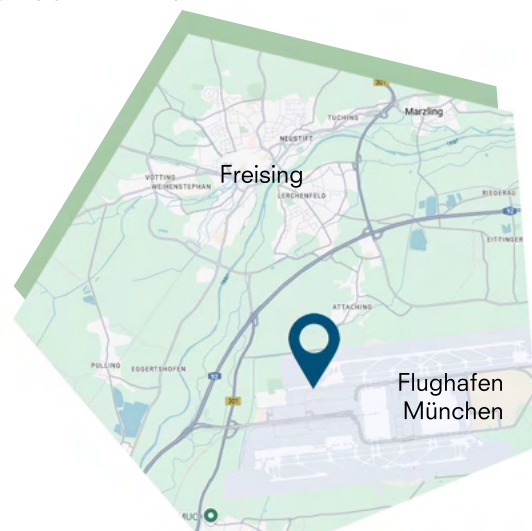 301
Marzling
TUCHING
NEUSTIFT
Freising
VÖTTING
WEIHENSTEPHAN
LERCHENFELD
RIEGERAU
92
EITTINGER
ATTACHING
PULLING
EGGERTSHOFEN
92
301
Flughafen
München